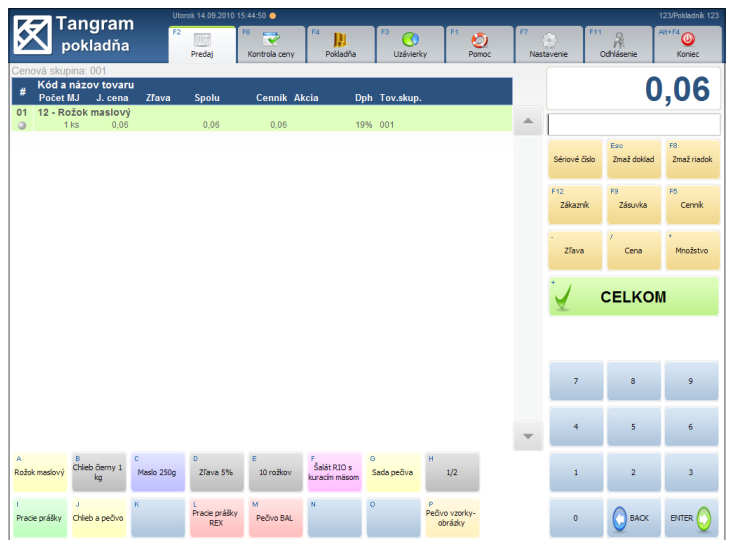 Tangram
pokladňa
Utorok 14.09.2010 15:44:50
123/Pokladník 123
F2 Predaj
F6 Kontrola ceny
F4 Pokladňa
F3 Uzávierky
F1 Pomoc
F7 Nastavenie
F11 Odhlásenie
Alt+F4 Koniec
Cenová skupina: 001
# Kód a názov tovaru
Počet MJ J. cena Zľava Spolu Cenník Akcia Dph Tov.skup.
01 12 - Rožok maslový
1 ks 0,06 0,06 0,06 19% 001
0,06
Sériové číslo
Esc Zmaž doklad
F8 Zmaž riadok
F12 Zákazník
F9 Zásuvka
F5 Cenník
- Zľava
/ Cena
* Množstvo
+ CELKOM
7 8 9
4 5 6
1 2 3
0 BACK ENTER
A Rožok maslový
B Chlieb čierny 1
kg
C Maslo 250g
D Zľava 5%
E 10 rožkov
F Šalát RIO s
kuracím mäsom
G Sada pečiva
H 1/2
I Pracie prášky
J Chlieb a pečivo
K
L Pracie prášky
REX
M Pečivo BAL
N
O
P Pečivo vzorky-
obrázky